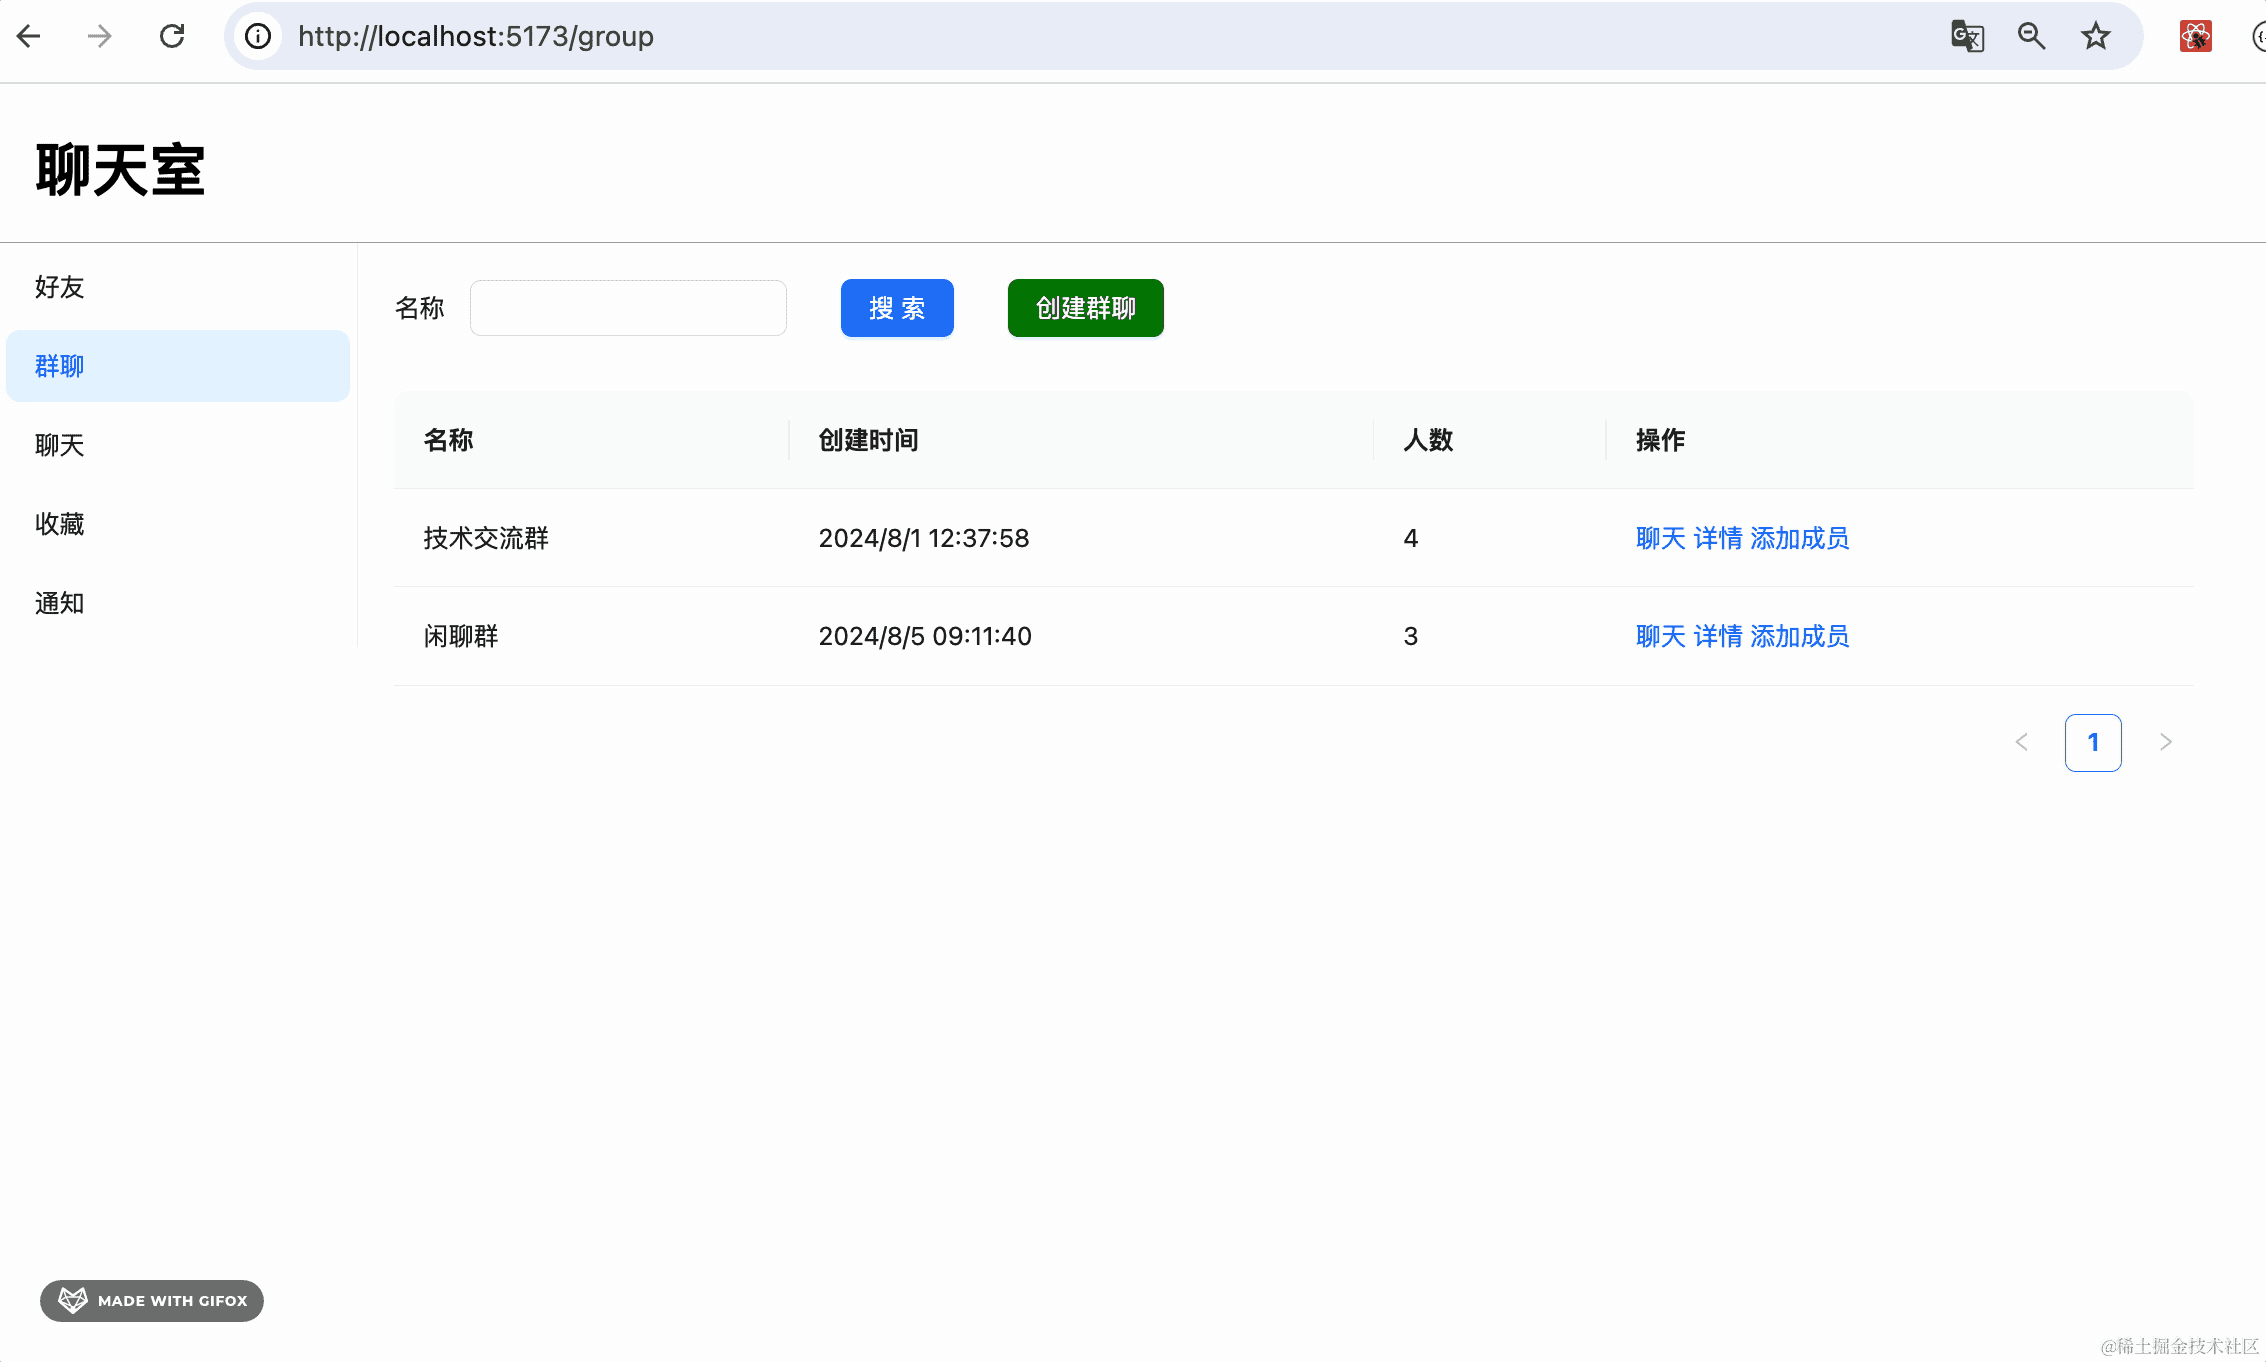 http://localhost:5173/group
聊天室
好友
群聊
聊天
收藏
通知
名称
搜 索
创建群聊
名称 创建时间 人数 操作
技术交流群 2024/8/1 12:37:58 4 聊天 详情 添加成员
闲聊群 2024/8/5 09:11:40 3 聊天 详情 添加成员
< 1 >
MADE WITH GIFOX
@稀土掘金技术社区